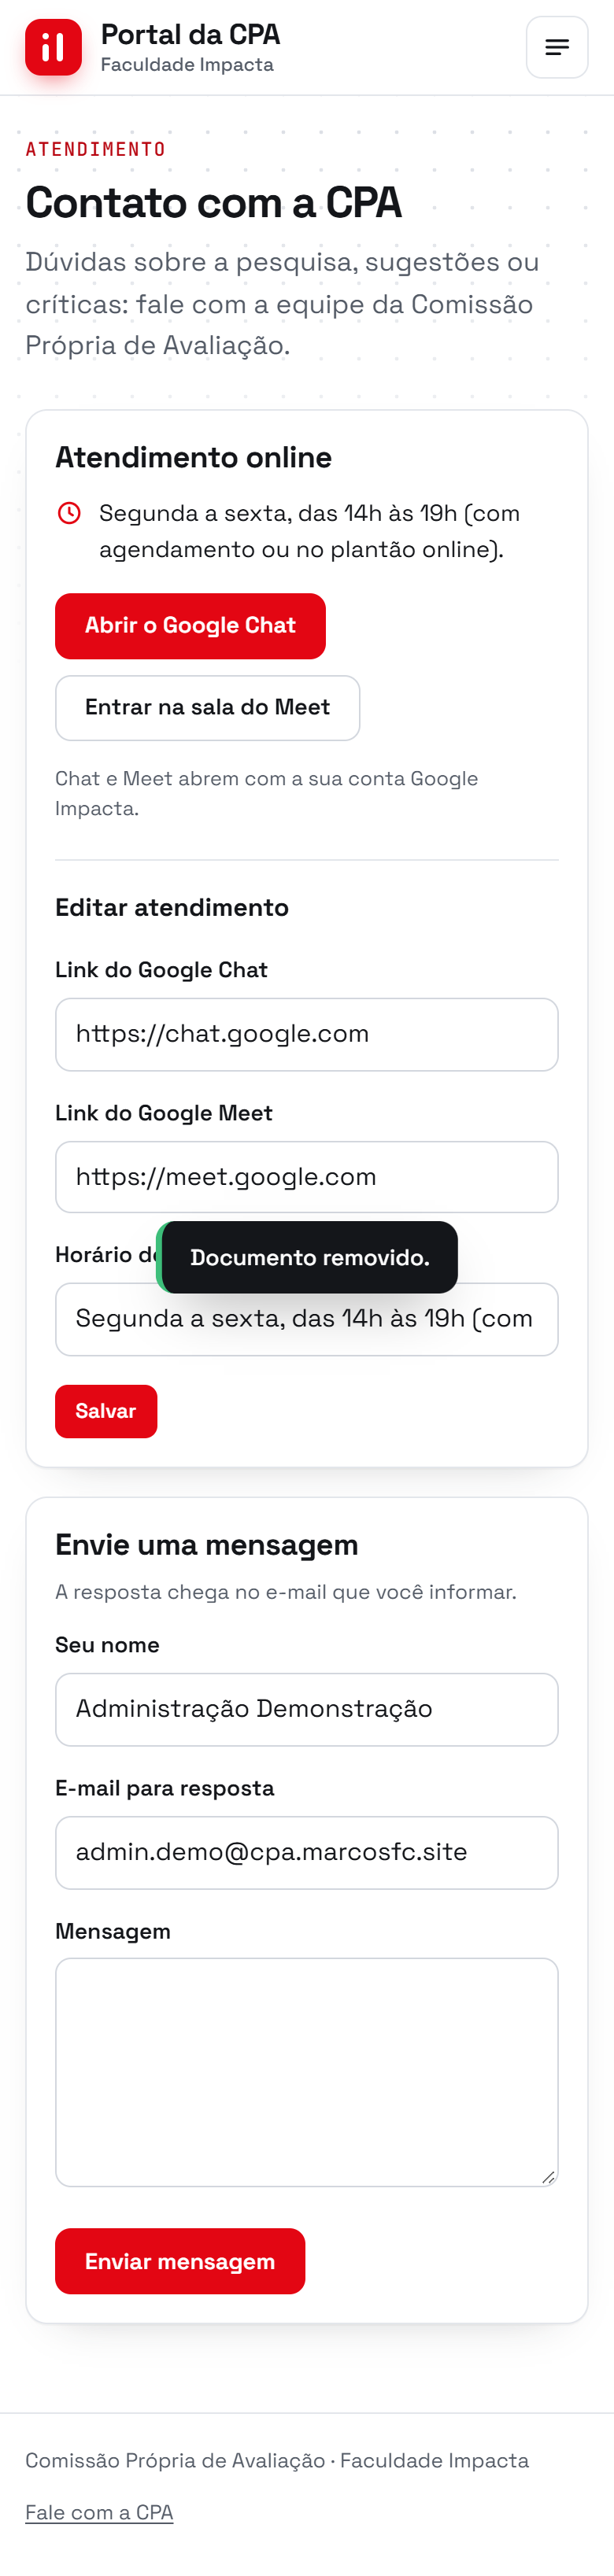 Portal da CPA
Faculdade Impacta
ATENDIMENTO
Contato com a CPA
Dúvidas sobre a pesquisa, sugestões ou
críticas: fale com a equipe da Comissão
Própria de Avaliação.
Atendimento online
Segunda a sexta, das 14h às 19h (com
agendamento ou no plantão online).
Abrir o Google Chat
Entrar na sala do Meet
Chat e Meet abrem com a sua conta Google
Impacta.
Editar atendimento
Link do Google Chat
https://chat.google.com
Link do Google Meet
https://meet.google.com
Horário
Documento removido.
Segunda a sexta, das 14h às 19h (com
Salvar
Envie uma mensagem
A resposta chega no e-mail que você informar.
Seu nome
Administração Demonstração
E-mail para resposta
admin.demo@cpa.marcosfc.site
Mensagem
Enviar mensagem
Comissão Própria de Avaliação · Faculdade Impacta
Fale com a CPA